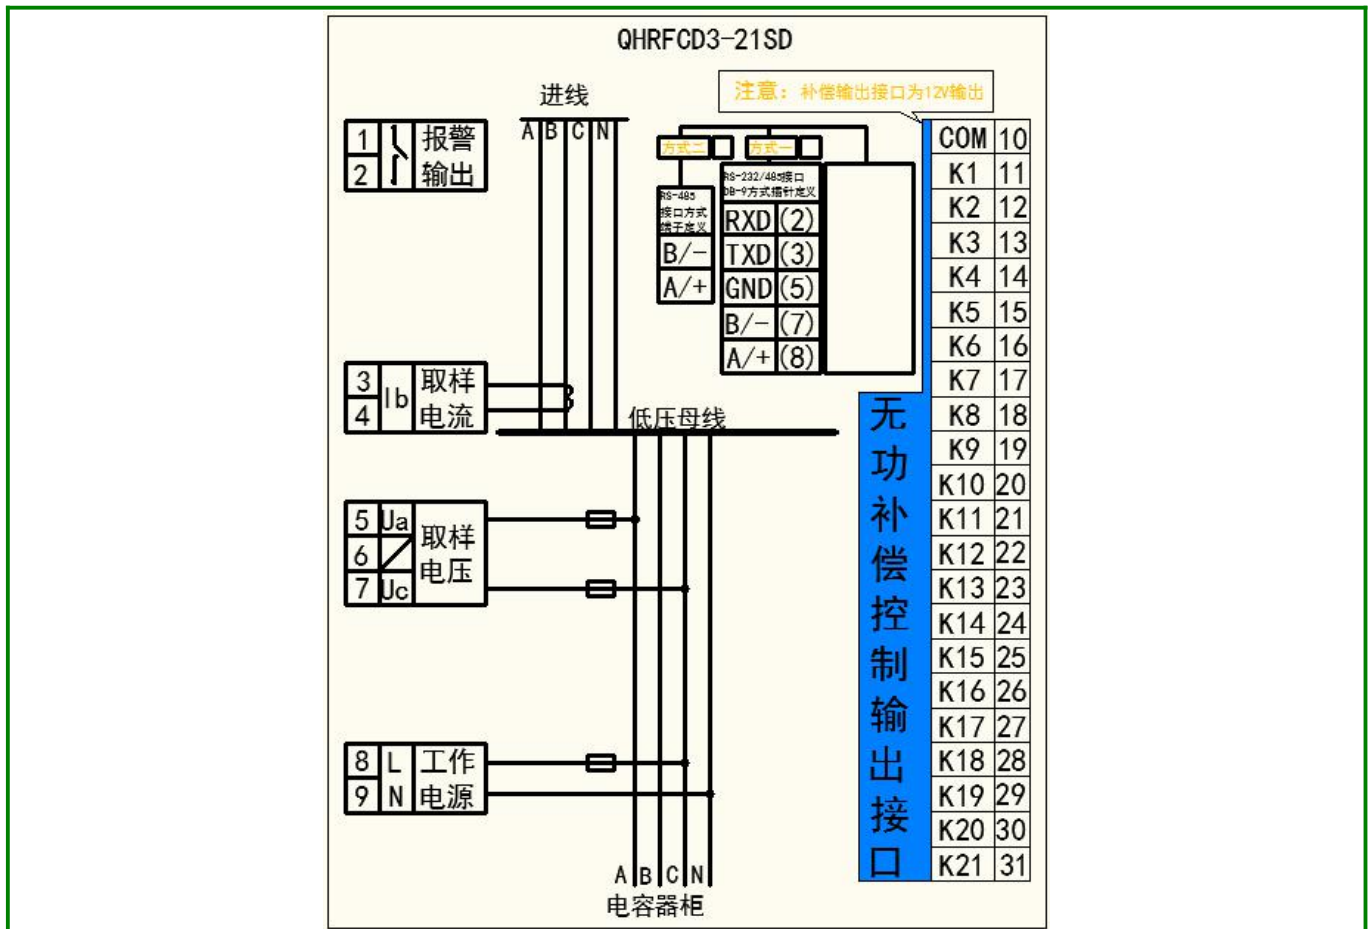 QHRFCD3-21SD
注意：补偿输出接口为12V输出
进线
A B C N
1 报警
2 输出
方式二 方式一
RS-485
接口方式
端子定义
B/-
A/+
RS-232/485接口
DB-9方式插针定义
RXD (2)
TXD (3)
GND (5)
B/- (7)
A/+ (8)
3 Ib 取样
4 电流
低压母线
5 Ua 取样
6 电压
7 Uc
8 L 工作
9 N 电源
A B C N
电容器柜
无功补偿控制输出接口
COM 10
K1 11
K2 12
K3 13
K4 14
K5 15
K6 16
K7 17
K8 18
K9 19
K10 20
K11 21
K12 22
K13 23
K14 24
K15 25
K16 26
K17 27
K18 28
K19 29
K20 30
K21 31